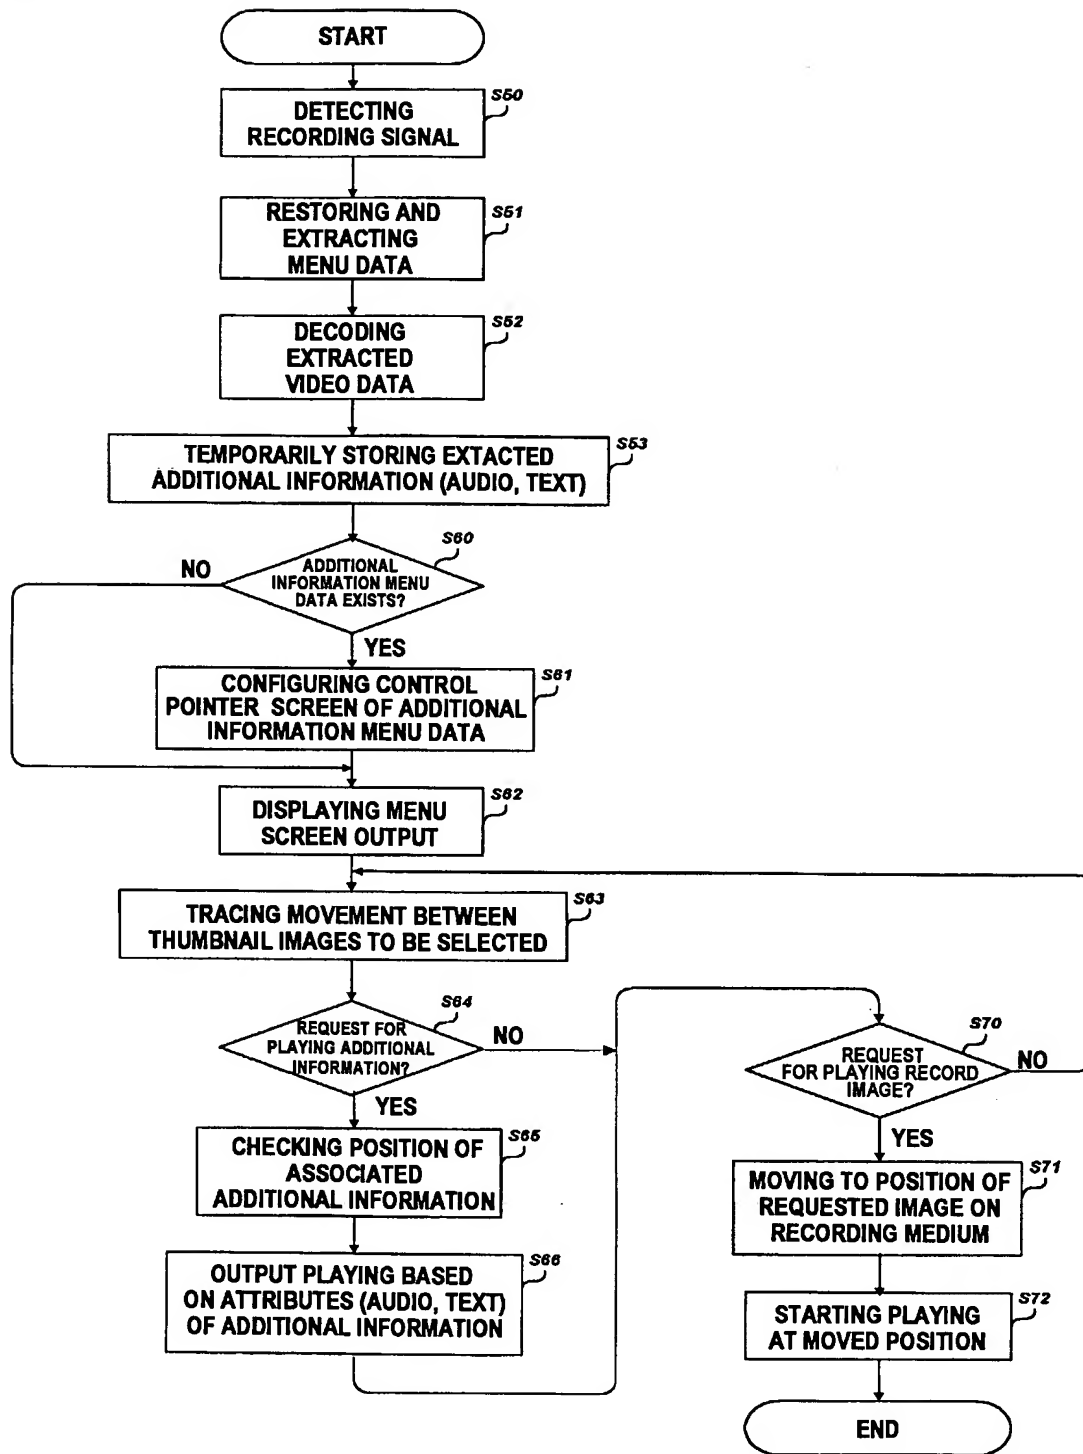 START
S50
DETECTING
RECORDING SIGNAL
S51
RESTORING AND
EXTRACTING
MENU DATA
S52
DECODING
EXTRACTED
VIDEO DATA
S53
TEMPORARILY STORING EXTACTED
ADDITIONAL INFORMATION (AUDIO, TEXT)
S60
ADDITIONAL
INFORMATION MENU
DATA EXISTS?
NO
YES
S61
CONFIGURING CONTROL
POINTER SCREEN OF ADDITIONAL
INFORMATION MENU DATA
S62
DISPLAYING MENU
SCREEN OUTPUT
S63
TRACING MOVEMENT BETWEEN
THUMBNAIL IMAGES TO BE SELECTED
S64
REQUEST FOR
PLAYING ADDITIONAL
INFORMATION?
NO
YES
S65
CHECKING POSITION OF
ASSOCIATED
ADDITIONAL INFORMATION
S66
OUTPUT PLAYING BASED
ON ATTRIBUTES (AUDIO, TEXT)
OF ADDITIONAL INFORMATION
S70
REQUEST
FOR PLAYING RECORD
IMAGE?
NO
YES
S71
MOVING TO POSITION OF
REQUESTED IMAGE ON
RECORDING MEDIUM
S72
STARTING PLAYING
AT MOVED POSITION
END